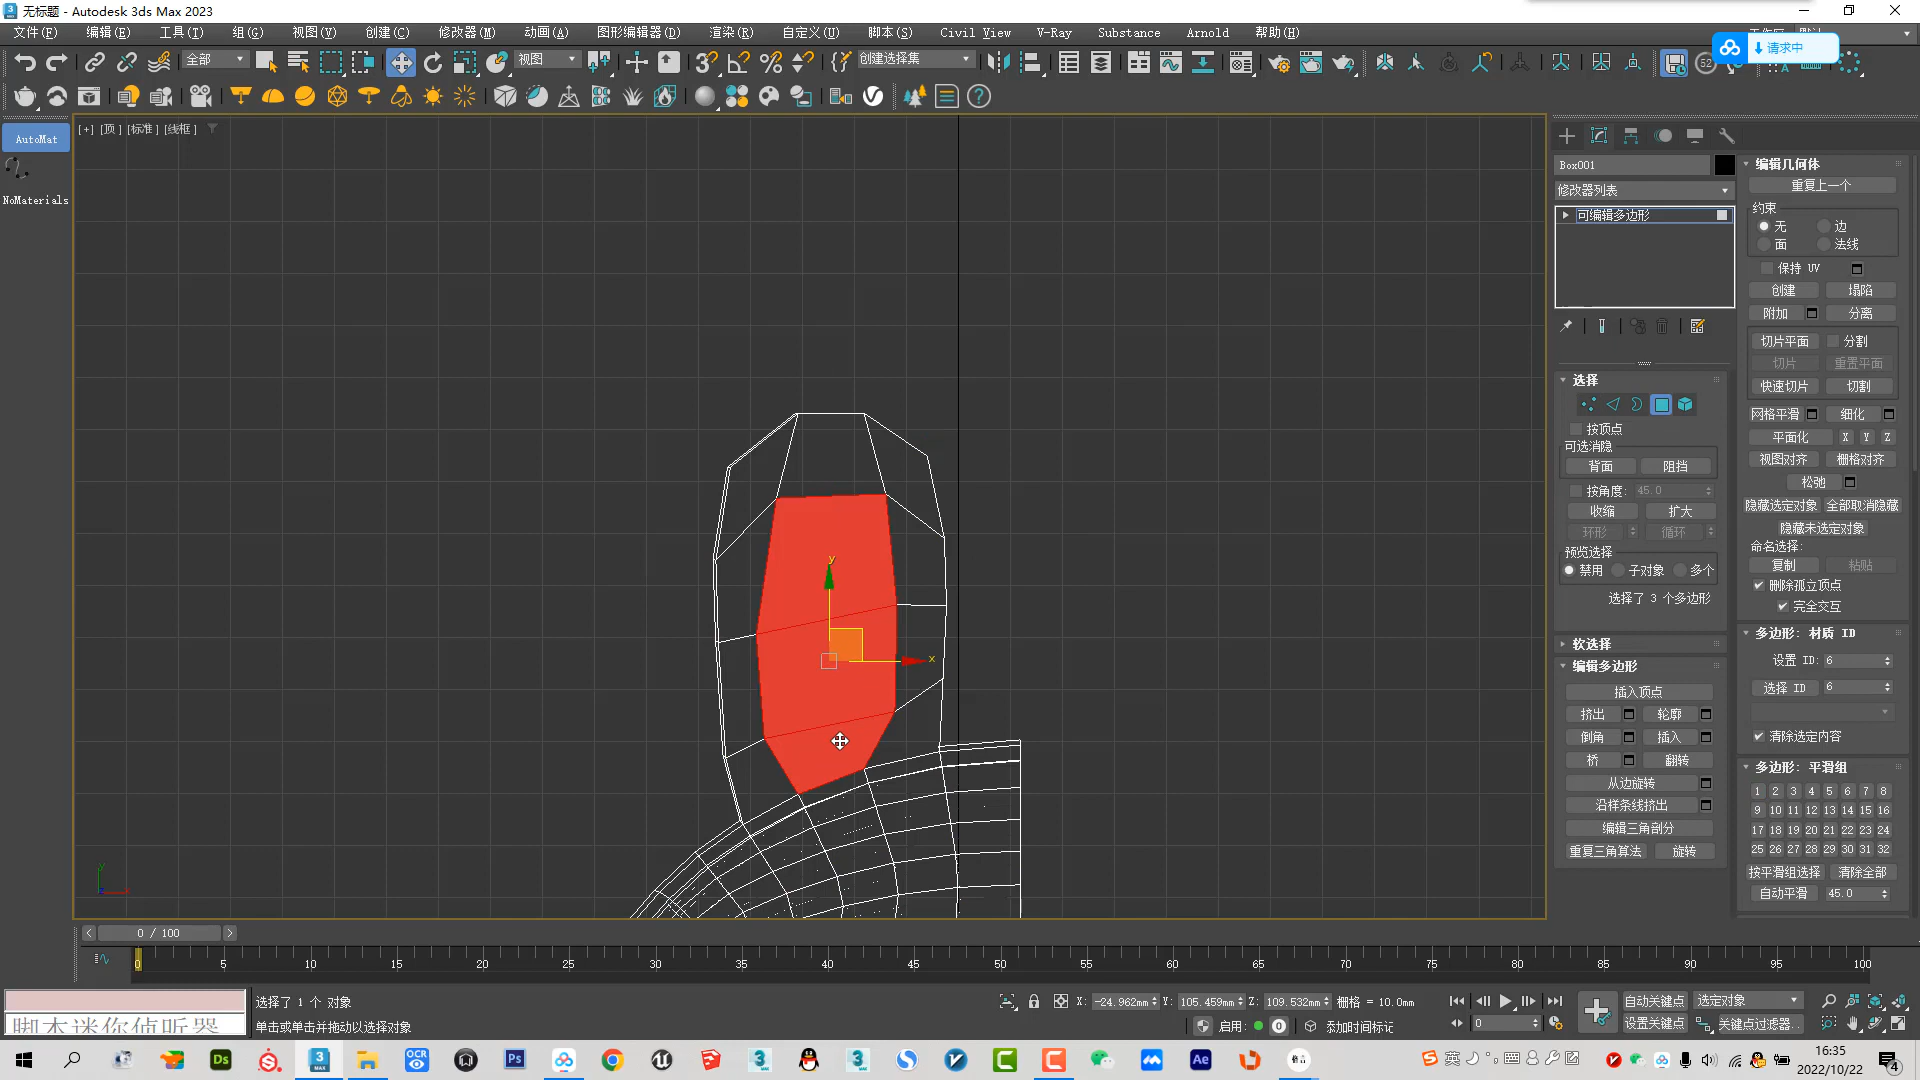 无标题 - Autodesk 3ds Max 2023
文件(F) 编辑(E) 工具(T) 组(G) 视图(V) 创建(C) 修改器(M) 动画(A) 图形编辑器(D) 渲染(R) 自定义(U) 脚本(S) Civil View V-Ray Substance Arnold 帮助(H)
请求中
全部 视图 创建选择集
[+] [顶] [标准] [线框]
AutoMat
NoMaterials
Box001
修改器列表
可编辑多边形
选择
按顶点
可选消隐
背面 阻挡
按角度: 45.0
收缩 扩大
环形 循环
预览选择
禁用 子对象 多个
选择了 3 个多边形
软选择
编辑多边形
插入顶点
挤出 轮廓
倒角 插入
桥 翻转
从边旋转
沿样条线挤出
编辑三角剖分
重复三角算法 旋转
编辑几何体
重复上一个
约束
无 边
面 法线
保持 UV
创建 塌陷
附加 分离
切片平面 分割
切片 重置平面
快速切片 切割
网格平滑 细化
平面化 X Y Z
视图对齐 栅格对齐
松弛
隐藏选定对象 全部取消隐藏
隐藏未选定对象
命名选择:
复制 粘贴
删除孤立顶点
完全交互
多边形: 材质 ID
设置 ID: 6
选择 ID 6
清除选定内容
多边形: 平滑组
1 2 3 4 5 6 7 8
9 10 11 12 13 14 15 16
17 18 19 20 21 22 23 24
25 26 27 28 29 30 31 32
按平滑组选择 清除全部
自动平滑 45.0
y
x
0 / 100
0 5 10 15 20 25 30 35 40 45 50 55 60 65 70 75 80 85 90 95 100
脚本迷你侦听器
选择了 1 个 对象
单击或单击并拖动以选择对象
X: -24.962mm Y: 105.459mm Z: 109.532mm 栅格 = 10.0mm
启用: 0 添加时间标记
0
自动关键点 选定对象
设置关键点 关键点过滤器...
英
16:35
2022/10/22
4